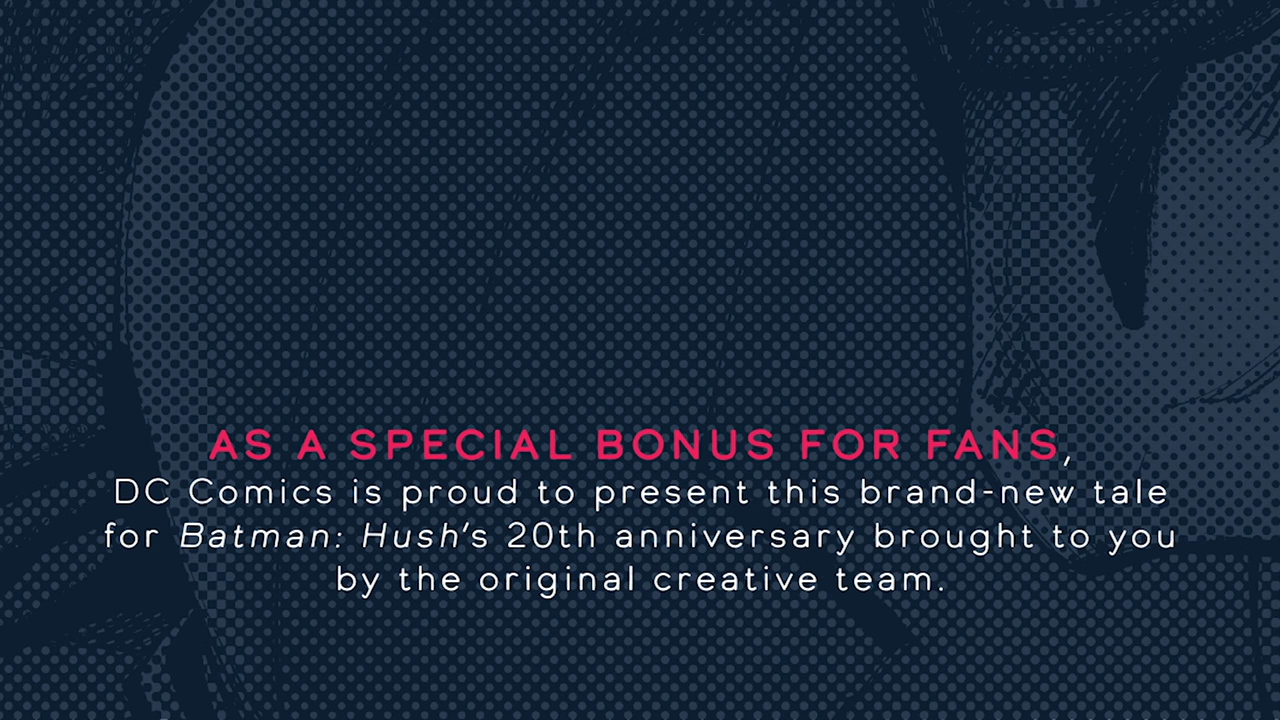 AS A SPECIAL BONUS FOR FANS,
DC Comics is proud to present this brand-new tale
for Batman: Hush’s 20th anniversary brought to you
by the original creative team.